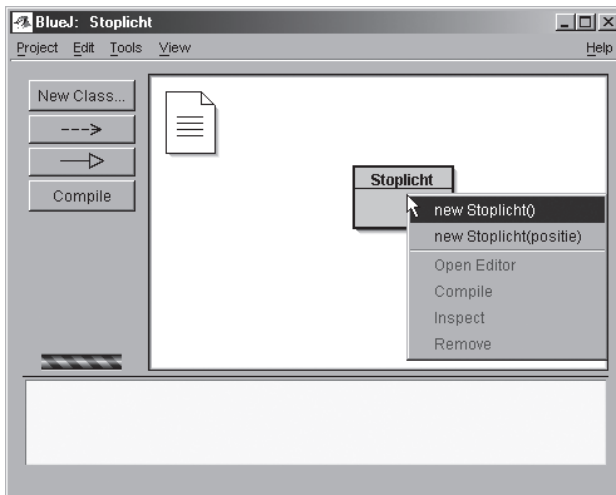 BlueJ: Stoplicht
Project Edit Tools View Help
New Class...
Compile
Stoplicht
new Stoplicht()
new Stoplicht(positie)
Open Editor
Compile
Inspect
Remove